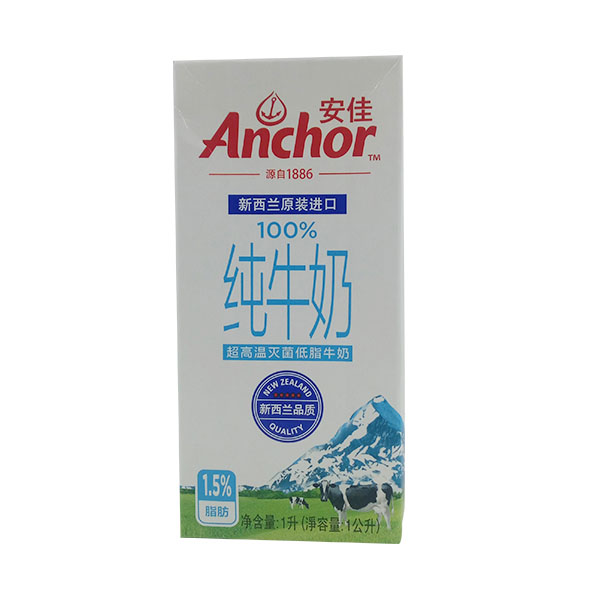 安佳
Anchor™
源自1886
新西兰原装进口
100%
纯牛奶
超高温灭菌低脂牛奶
NEW ZEALAND
新西兰品质
QUALITY
1.5%
脂肪
净含量:1升(淨容量:1公升)